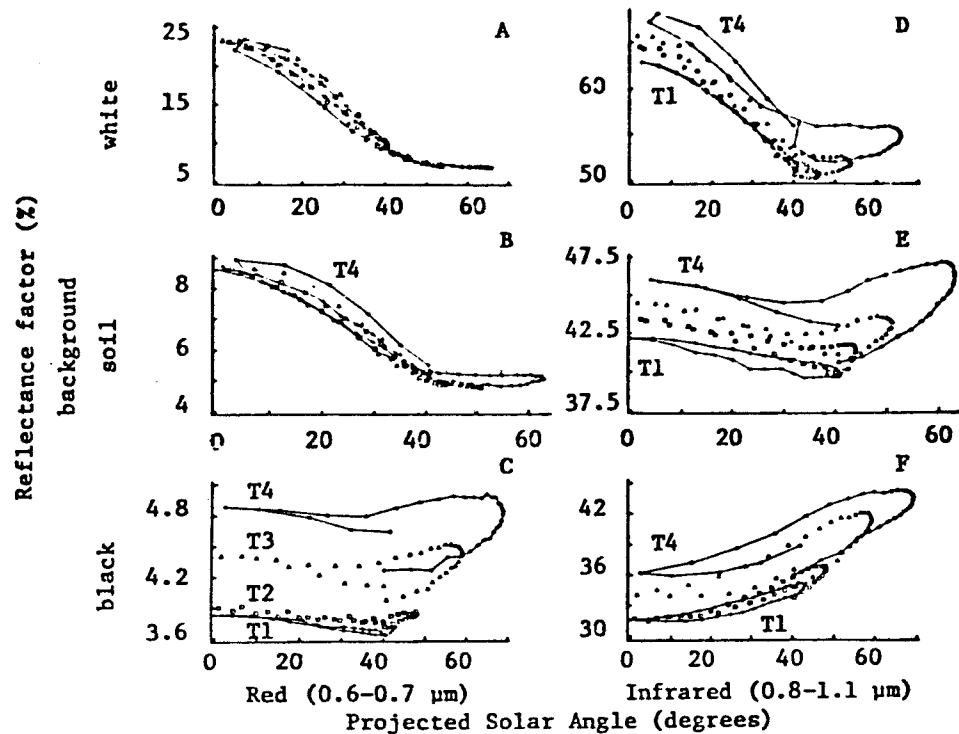 Reflectance factor (%)
background
white
soil
black
A
25
15
5
0 20 40 60
D
T4
T1
60
50
0 20 40 60
B
T4
8
6
4
0 20 40 60
E
T4
T1
47.5
42.5
37.5
0 20 40 60
C
T4
T3
T2
T1
4.8
4.2
3.6
0 20 40 60
F
T4
T1
42
36
30
0 20 40 60
Red (0.6-0.7 µm)
Infrared (0.8-1.1 µm)
Projected Solar Angle (degrees)